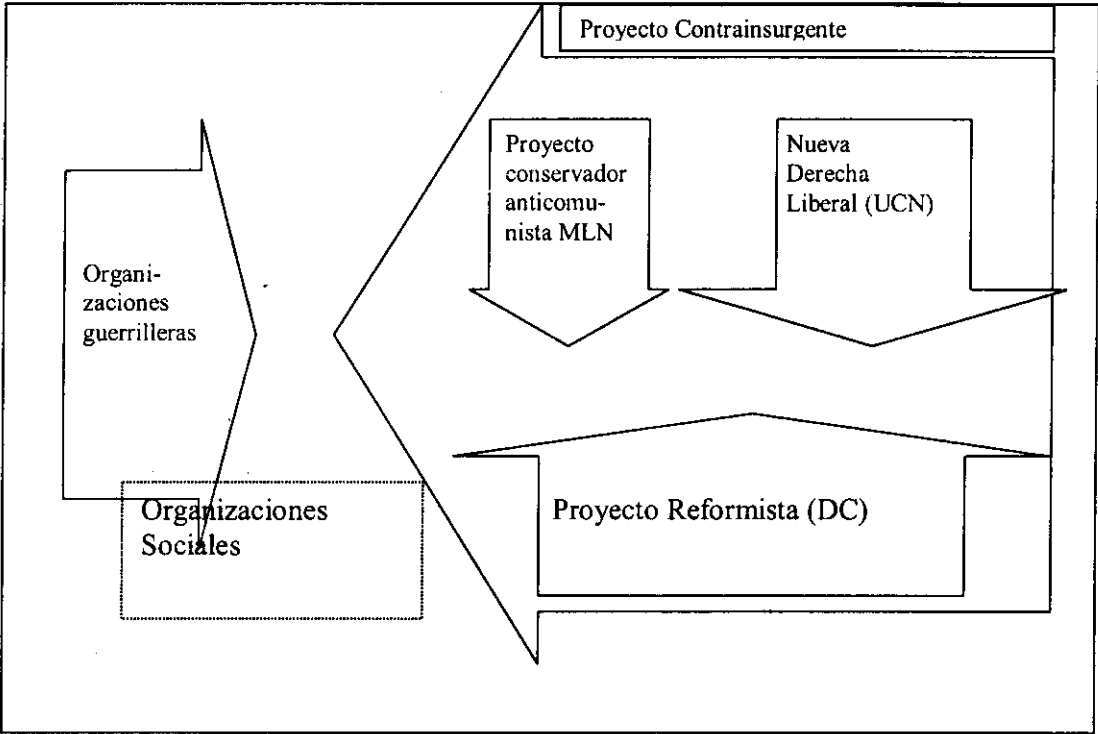 Proyecto Contrainsurgente
Proyecto
conservador
anticomu-
nista MLN
Nueva
Derecha
Liberal (UCN)
Organi-
zaciones
guerrilleras
Organizaciones
Sociales
Proyecto Reformista (DC)